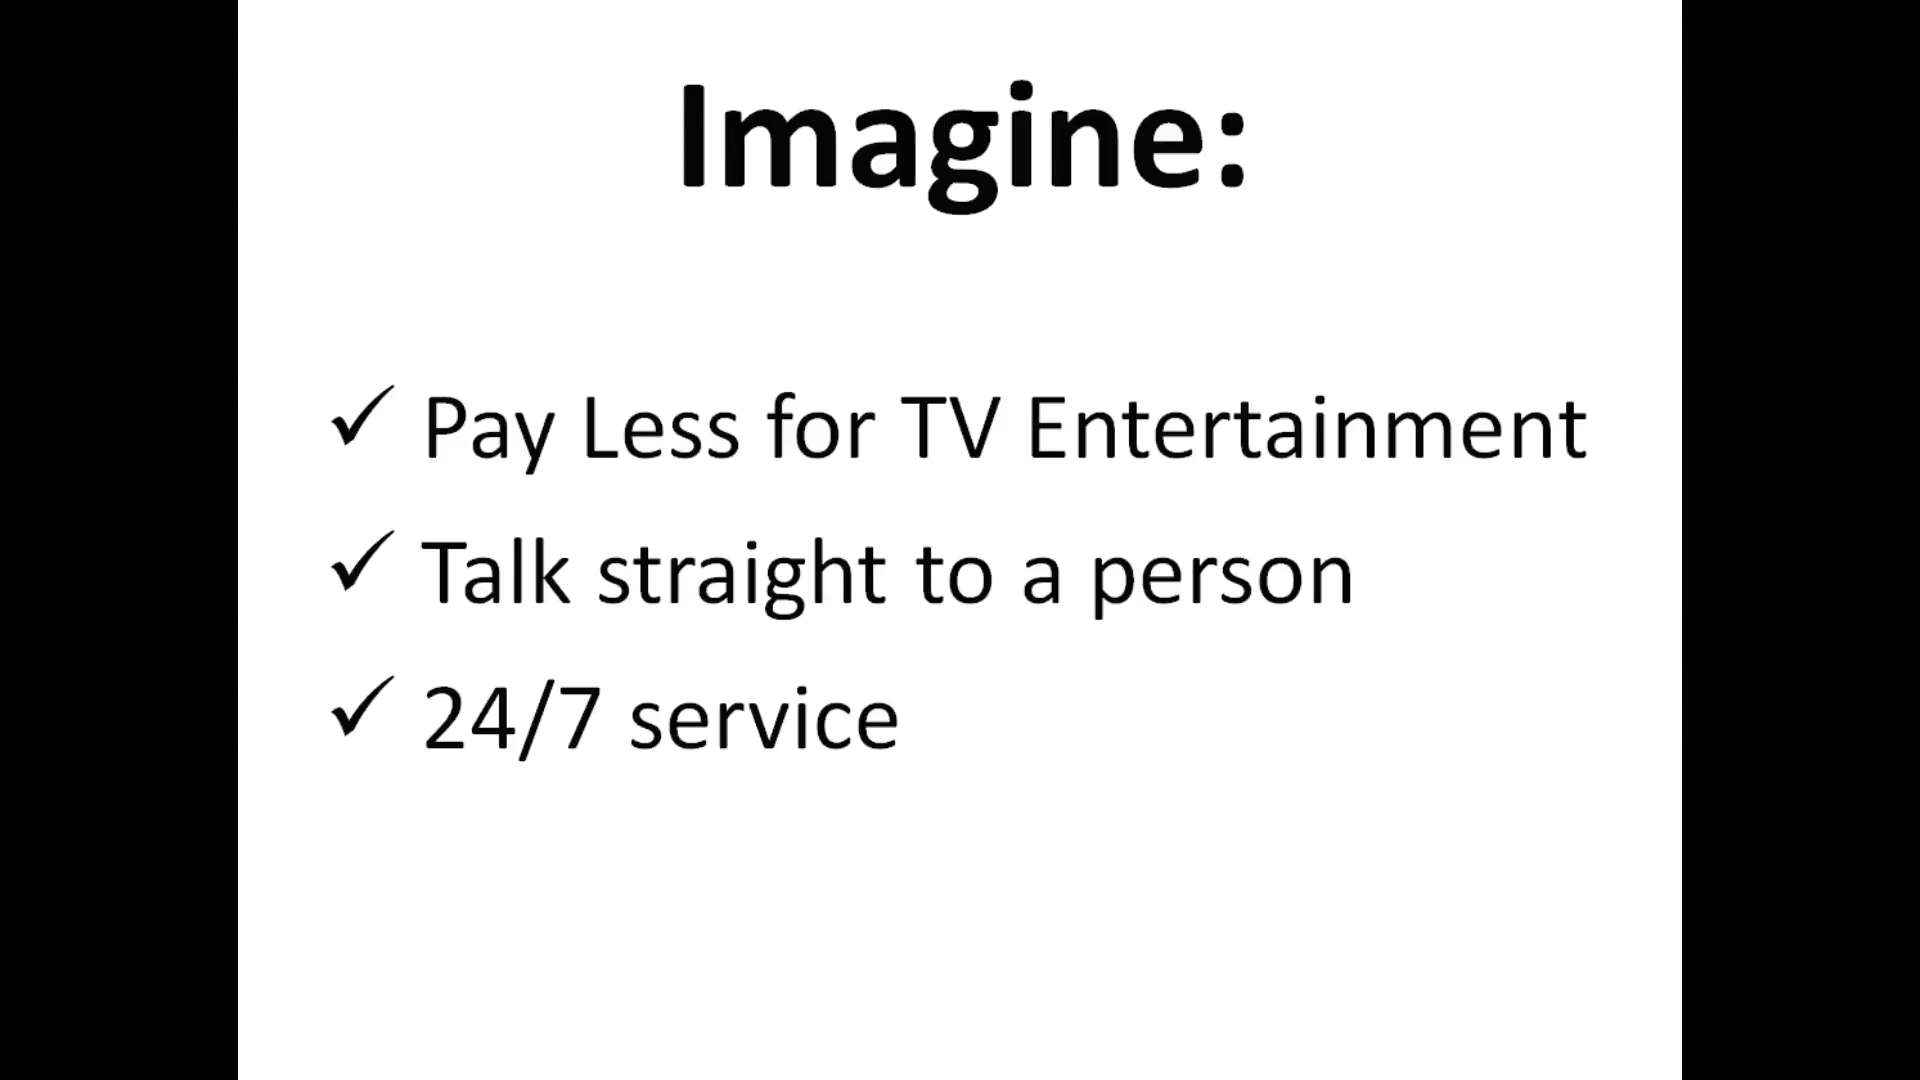 Imagine:
✓ Pay Less for TV Entertainment
✓ Talk straight to a person
✓ 24/7 service